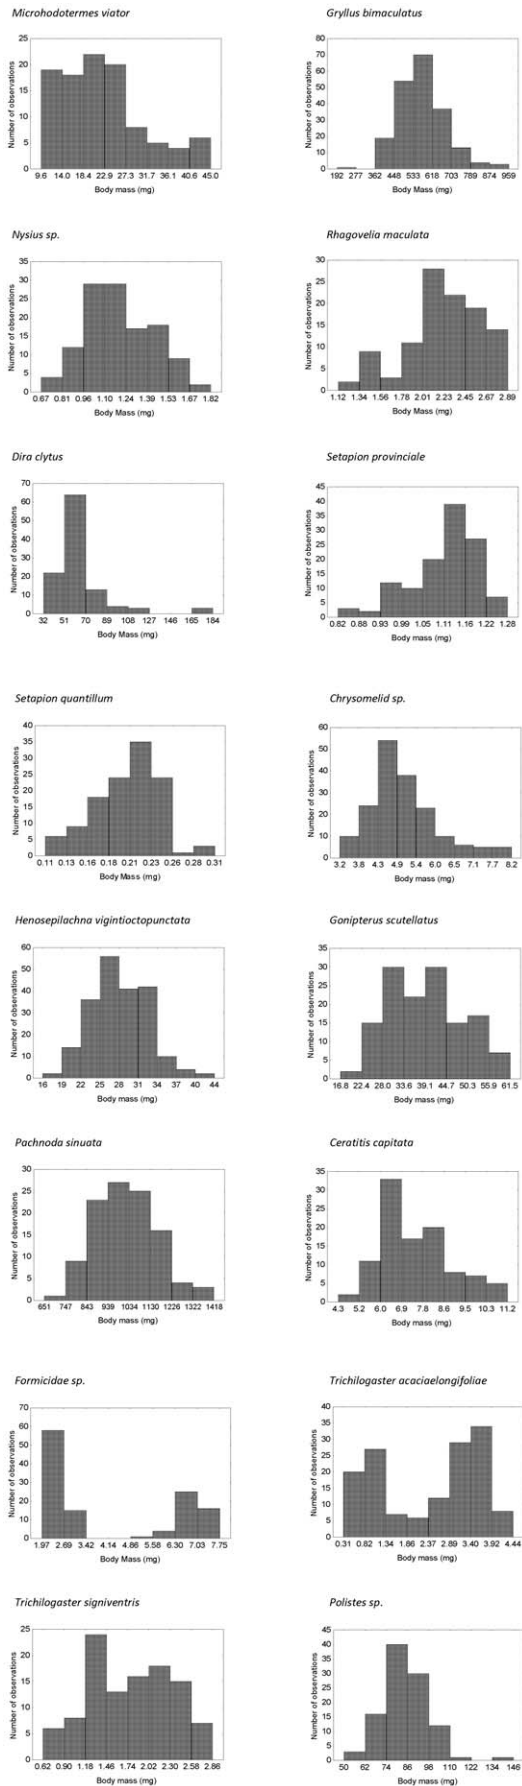 Microhodotermes viator
Gryllus bimaculatus
25
20
15
10
5
0
Number of observations
9.6 14.0 18.4 22.9 27.3 31.7 36.1 40.6 45.0
Body mass (mg)
80
70
60
50
40
30
20
10
0
Number of observations
192 277 362 448 533 618 703 789 874 959
Body Mass (mg)
Nysius sp.
Rhagovelia maculata
35
30
25
20
15
10
5
0
Number of observations
0.67 0.81 0.96 1.10 1.24 1.39 1.53 1.67 1.82
Body Mass (mg)
30
25
20
15
10
5
0
Number of observations
1.12 1.34 1.56 1.78 2.01 2.23 2.45 2.67 2.89
Body Mass (mg)
Dira clytus
Setapion provinciale
70
60
50
40
30
20
10
0
Number of observations
32 51 70 89 108 127 146 165 184
Body Mass (mg)
45
40
35
30
25
20
15
10
5
0
Number of observations
0.82 0.88 0.93 0.99 1.05 1.11 1.16 1.22 1.28
Body Mass (mg)
Setapion quantillum
Chrysomelid sp.
40
35
30
25
20
15
10
5
0
Number of observations
0.11 0.13 0.16 0.18 0.21 0.23 0.26 0.28 0.31
Body Mass (mg)
60
50
40
30
20
10
0
Number of observations
3.2 3.8 4.3 4.9 5.4 6.0 6.5 7.1 7.7 8.2
Body mass (mg)
Henosepilachna vigintioctopunctata
Gonipterus scutellatus
60
50
40
30
20
10
0
Number of observations
16 19 22 25 28 31 34 37 40 44
Body mass (mg)
35
30
25
20
15
10
5
0
Number of observations
16.8 22.4 28.0 33.6 39.1 44.7 50.3 55.9 61.5
Body mass (mg)
Pachnoda sinuata
Ceratitis capitata
30
25
20
15
10
5
0
Number of observations
651 747 843 939 1034 1130 1226 1322 1418
Body mass (mg)
35
30
25
20
15
10
5
0
Number of observations
4.3 5.2 6.0 6.9 7.8 8.6 9.5 10.3 11.2
Body mass (mg)
Formicidae sp.
Trichilogaster acaciaelongifoliae
70
60
50
40
30
20
10
0
Number of observations
1.97 2.69 3.42 4.14 4.86 5.58 6.30 7.03 7.75
Body Mass (mg)
40
35
30
25
20
15
10
5
0
Number of observations
0.31 0.82 1.34 1.86 2.37 2.89 3.40 3.92 4.44
Body mass (mg)
Trichilogaster signiventris
Polistes sp.
25
20
15
10
5
0
Number of observations
0.62 0.90 1.18 1.46 1.74 2.02 2.30 2.58 2.86
Body mass (mg)
45
40
35
30
25
20
15
10
5
0
Number of observations
50 62 74 86 98 110 122 134 146
Body mass (mg)